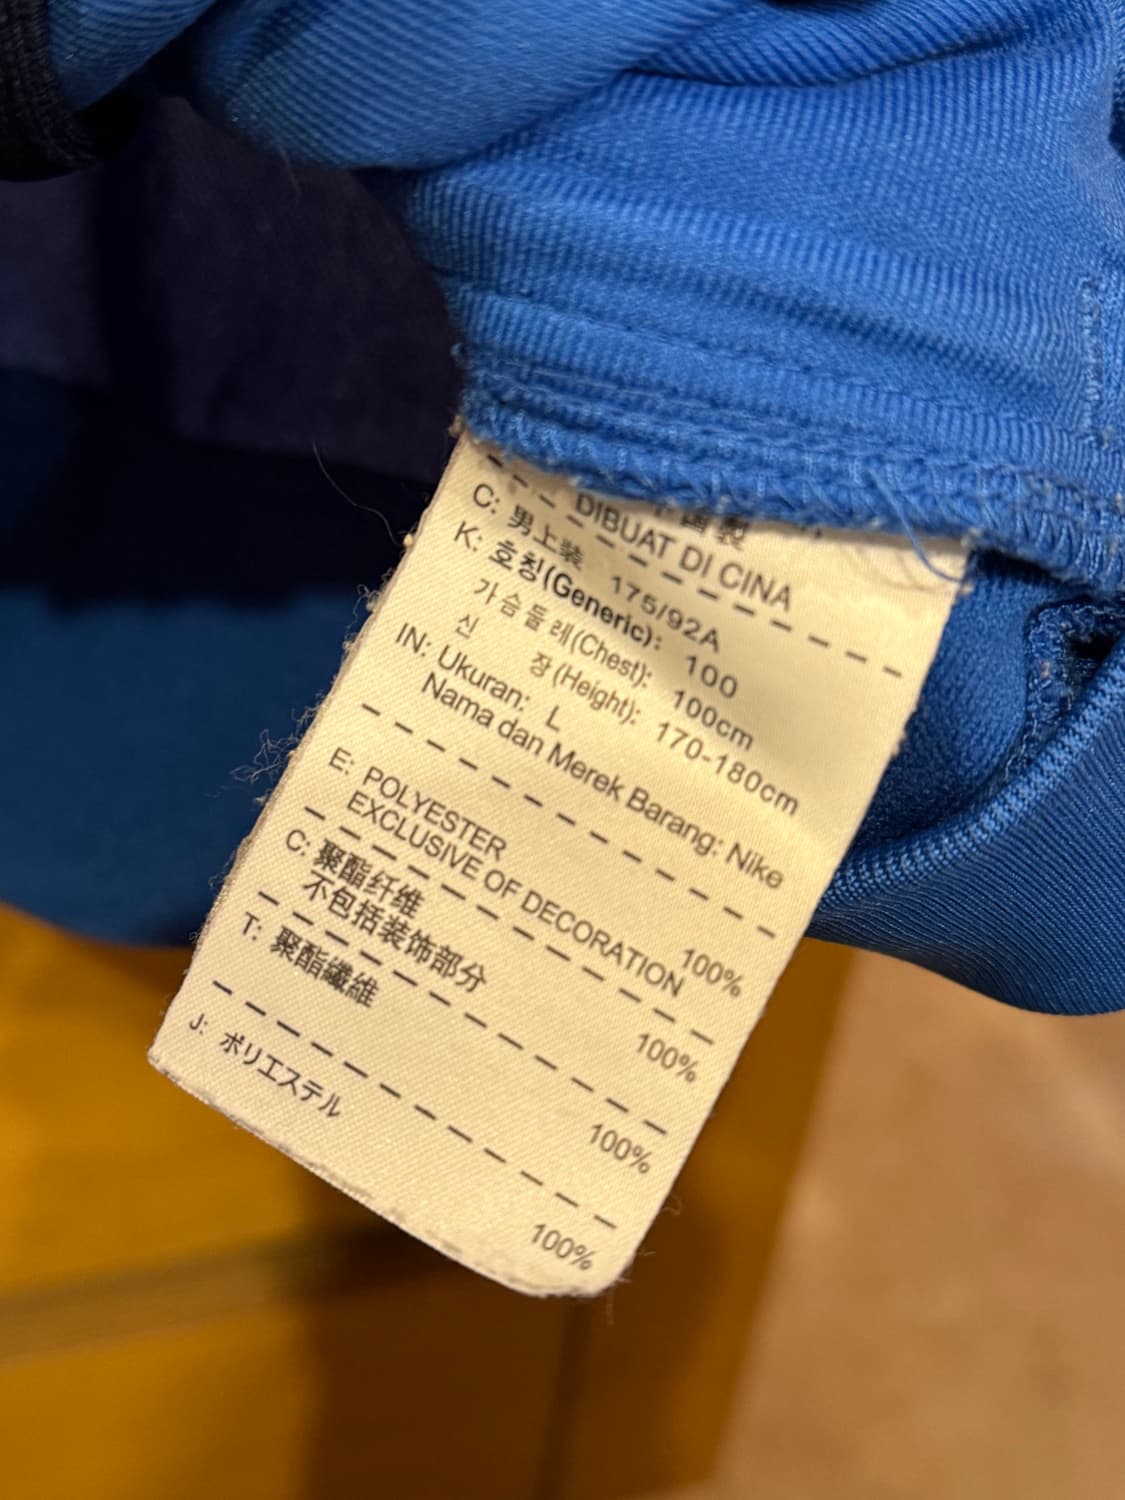 中國製
DIBUAT DI CINA
C: 男上装 175/92A
K: 호칭(Generic): 100
가슴둘레(Chest): 100cm
신 장(Height): 170-180cm
IN: Ukuran: L
Nama dan Merek Barang: Nike
E: POLYESTER 100%
EXCLUSIVE OF DECORATION
C: 聚酯纤维 100%
不包括装饰部分
T: 聚酯纖維 100%
J: ポリエステル 100%